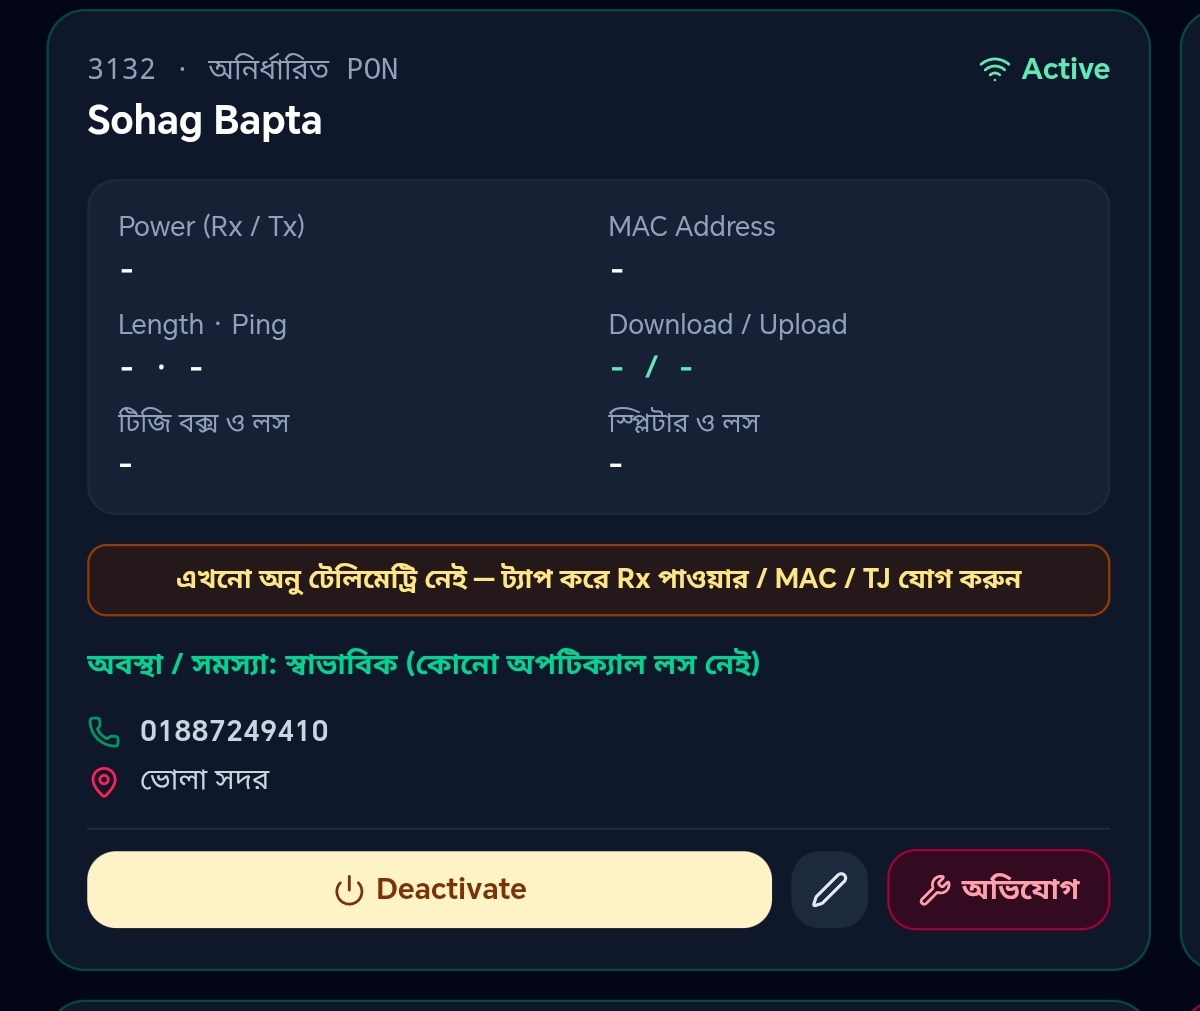 3132 · অনির্ধারিত PON
Active
Sohag Bapta
Power (Rx / Tx)
-
MAC Address
-
Length · Ping
- · -
Download / Upload
- / -
টিজি বক্স ও লস
-
স্প্লিটার ও লস
-
এখনো অনু টেলিমেট্রি নেই — ট্যাপ করে Rx পাওয়ার / MAC / TJ যোগ করুন
অবস্থা / সমস্যা: স্বাভাবিক (কোনো অপটিক্যাল লস নেই)
01887249410
ভোলা সদর
Deactivate
অভিযোগ